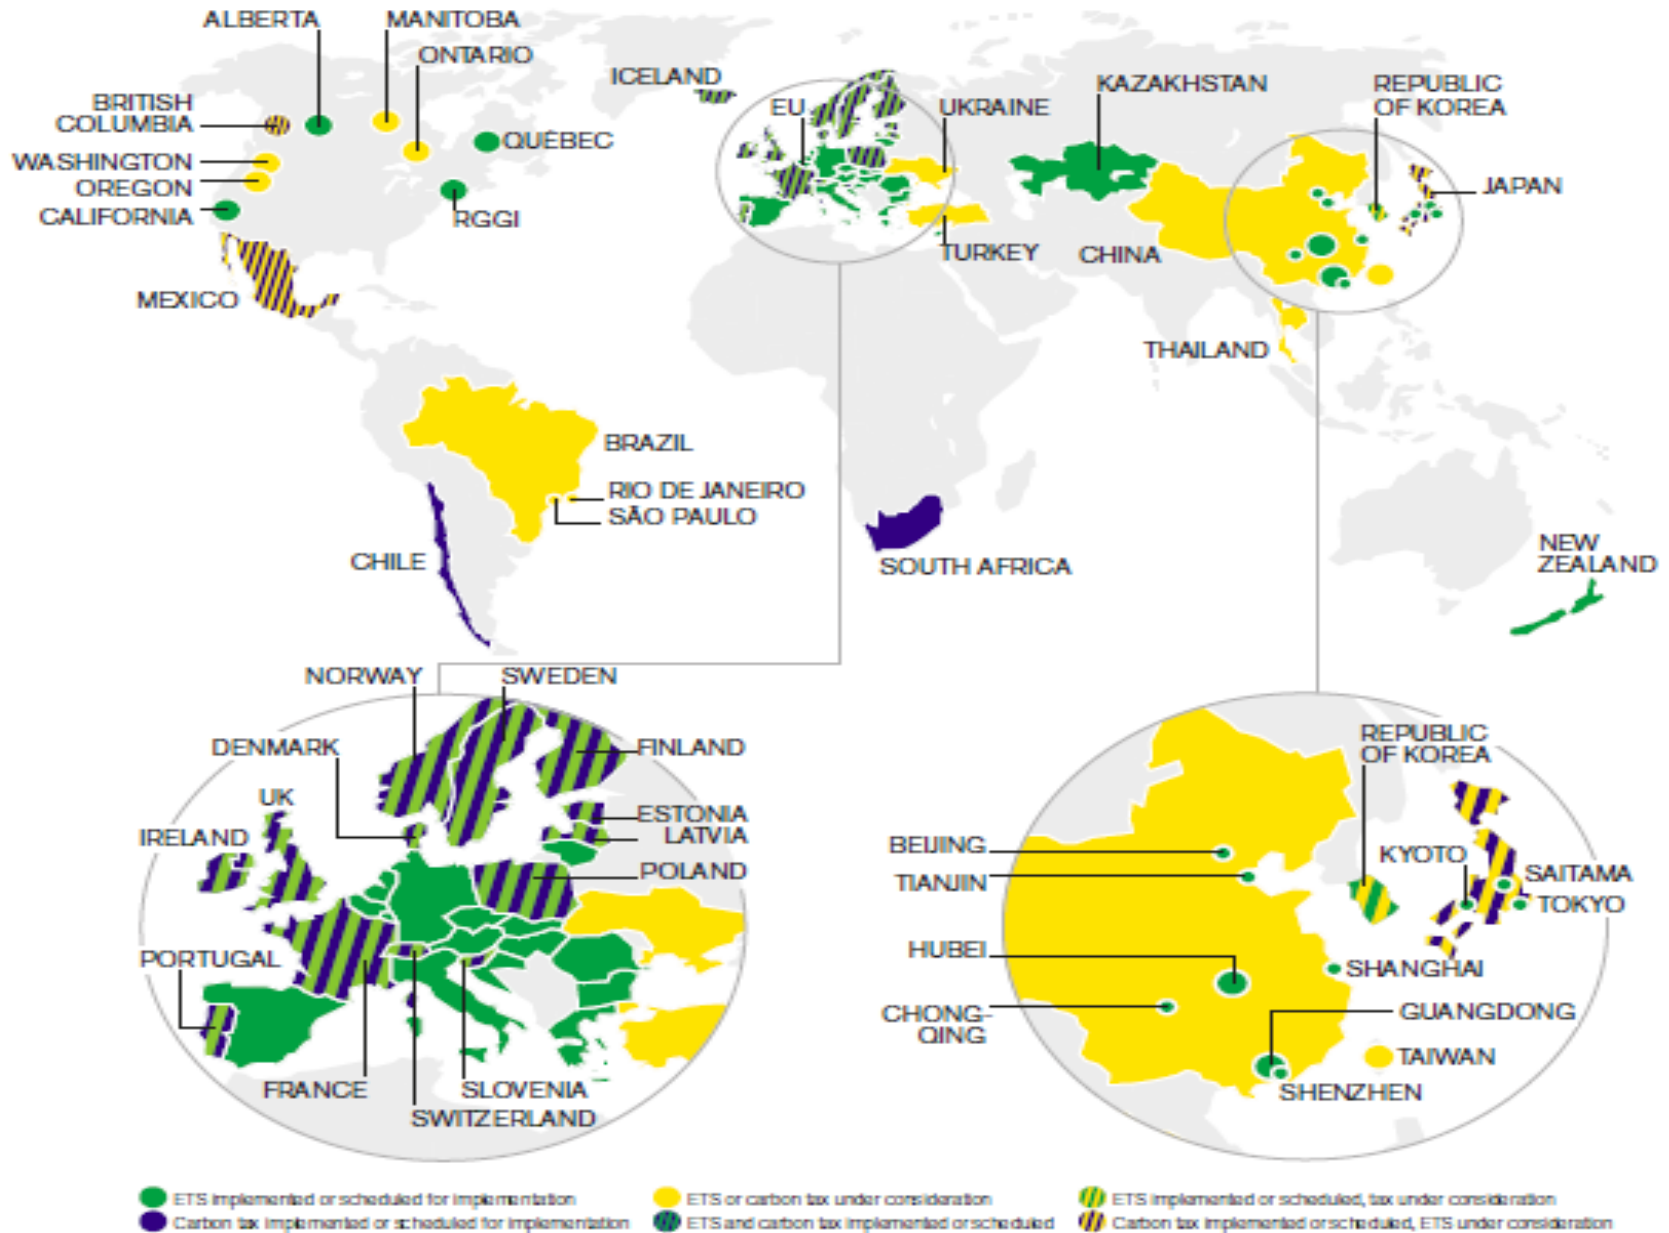 ALBERTA
MANITOBA
ONTARIO
BRITISH
COLUMBIA
WASHINGTON
OREGON
CALIFORNIA
QUÉBEC
RGGI
MEXICO
ICELAND
EU
UKRAINE
KAZAKHSTAN
REPUBLIC
OF KOREA
JAPAN
TURKEY
CHINA
THAILAND
BRAZIL
RIO DE JANEIRO
SÃO PAULO
CHILE
SOUTH AFRICA
NEW
ZEALAND
NORWAY
SWEDEN
DENMARK
FINLAND
UK
IRELAND
ESTONIA
LATVIA
POLAND
PORTUGAL
FRANCE
SLOVENIA
SWITZERLAND
REPUBLIC
OF KOREA
BEIJING
TIANJIN
KYOTO
SAITAMA
TOKYO
HUBEI
SHANGHAI
CHONG-
QING
GUANGDONG
TAIWAN
SHENZHEN
ETS implemented or scheduled for implementation
ETS or carbon tax under consideration
ETS implemented or scheduled, tax under consideration
Carbon tax implemented or scheduled for implementation
ETS and carbon tax implemented or scheduled
Carbon tax implemented or scheduled, ETS under consideration